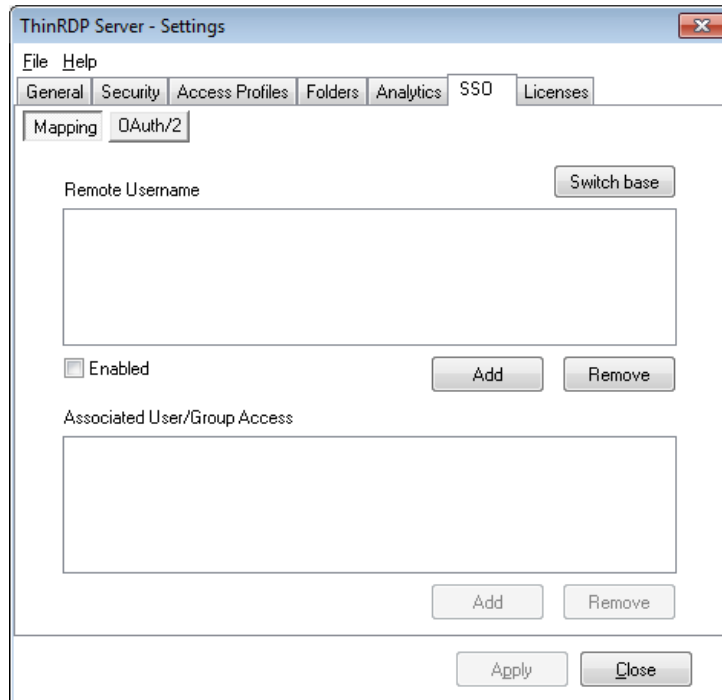 ThinRDP Server - Settings
File Help
General Security Access Profiles Folders Analytics SSO Licenses
Mapping OAuth/2
Switch base
Remote Username
Enabled
Add Remove
Associated User/Group Access
Add Remove
Apply Close